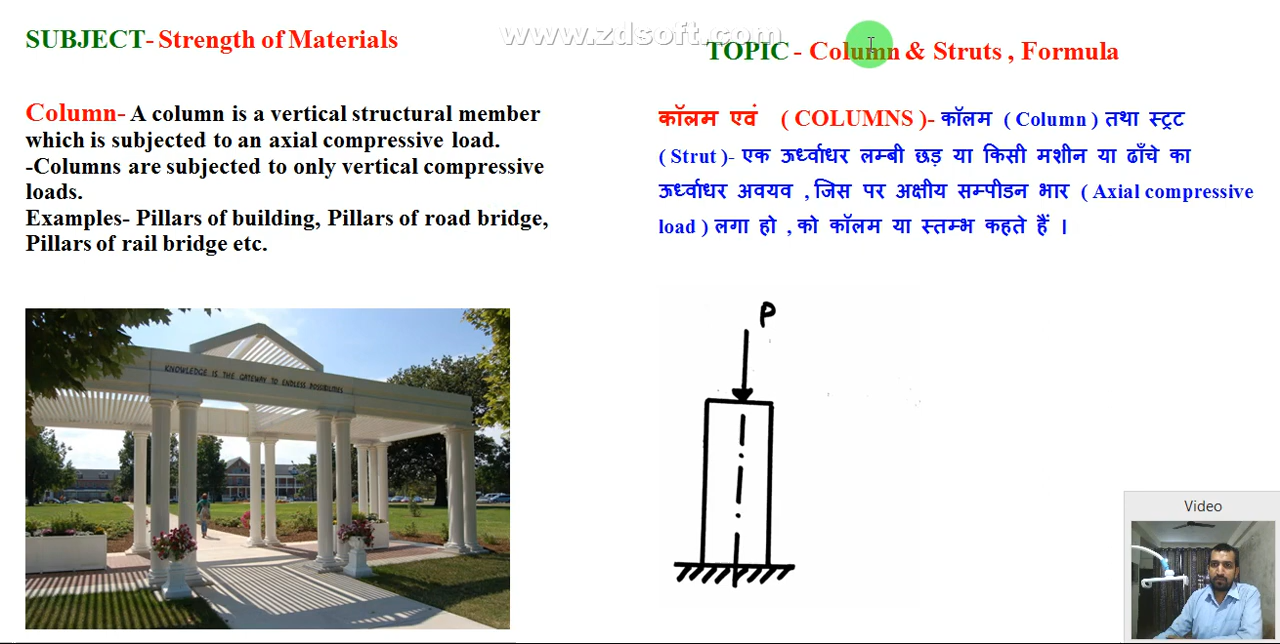 SUBJECT- Strength of Materials
www.zdsoft.com
TOPIC - Column & Struts , Formula
Column- A column is a vertical structural member
which is subjected to an axial compressive load.
-Columns are subjected to only vertical compressive
loads.
Examples- Pillars of building, Pillars of road bridge,
Pillars of rail bridge etc.
कॉलम एवं ( COLUMNS )- कॉलम ( Column ) तथा स्ट्रट
( Strut )- एक ऊर्ध्वाधर लम्बी छड़ या किसी मशीन या ढाँचे का
ऊर्ध्वाधर अवयव , जिस पर अक्षीय सम्पीडन भार ( Axial compressive
load ) लगा हो , को कॉलम या स्तम्भ कहते हैं ।
KNOWLEDGE IS THE GATEWAY TO ENDLESS POSSIBILITIES
P
Video